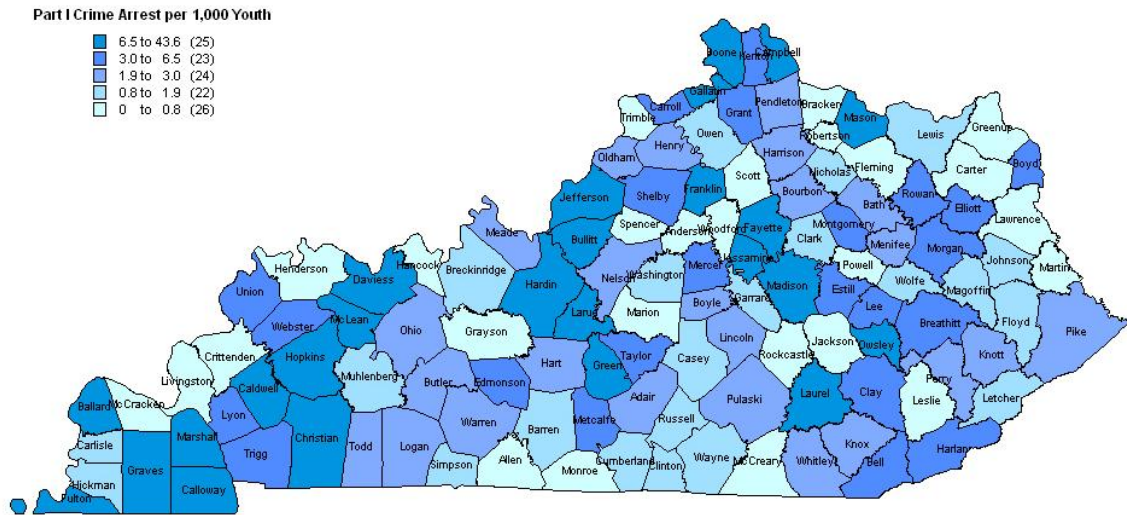 Part I Crime Arrest per 1,000 Youth
6.5 to 43.6 (25)
3.0 to 6.5 (23)
1.9 to 3.0 (24)
0.8 to 1.9 (22)
0 to 0.8 (26)
Boone
Kenton
Campbell
Gallatin
Carroll
Grant
Pendleton
Bracken
Trimble
Mason
Lewis
Greenup
Owen
Robertson
Henry
Harrison
Fleming
Carter
Boyd
Oldham
Nicholas
Scott
Bourbon
Bath
Rowan
Elliott
Jefferson
Shelby
Franklin
Lawrence
Spencer
Anderson
Woodford
Fayette
Montgomery
Meade
Bullitt
Clark
Menifee
Morgan
Hancock
Breckinridge
Nelson
Washington
Mercer
Jessamine
Powell
Johnson
Martin
Henderson
Daviess
Hardin
Madison
Wolfe
Magoffin
Union
Estill
Lee
Garrard
Boyle
Larue
Marion
Floyd
McLean
Webster
Ohio
Grayson
Breathitt
Pike
Lincoln
Jackson
Owsley
Crittenden
Hopkins
Hart
Taylor
Green
Casey
Rockcastle
Knott
Livingston
Muhlenberg
Butler
Edmonson
Perry
Caldwell
Laurel
Clay
Leslie
Letcher
Ballard
McCracken
Lyon
Adair
Pulaski
Warren
Metcalfe
Russell
Carlisle
Marshall
Christian
Todd
Logan
Barren
Knox
Harlan
Graves
Trigg
Simpson
Allen
Monroe
Cumberland
Clinton
Wayne
McCreary
Whitley
Bell
Hickman
Calloway
Fulton